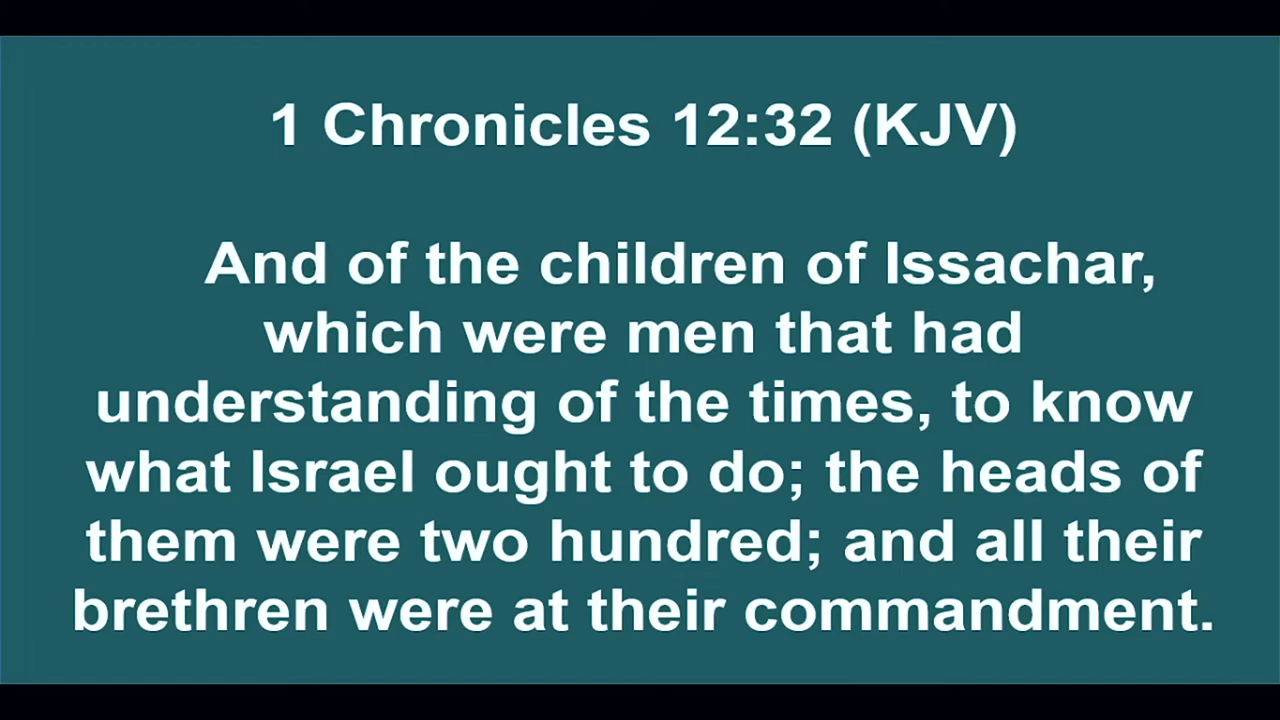 1 Chronicles 12:32 (KJV)
And of the children of Issachar,
which were men that had
understanding of the times, to know
what Israel ought to do; the heads of
them were two hundred; and all their
brethren were at their commandment.